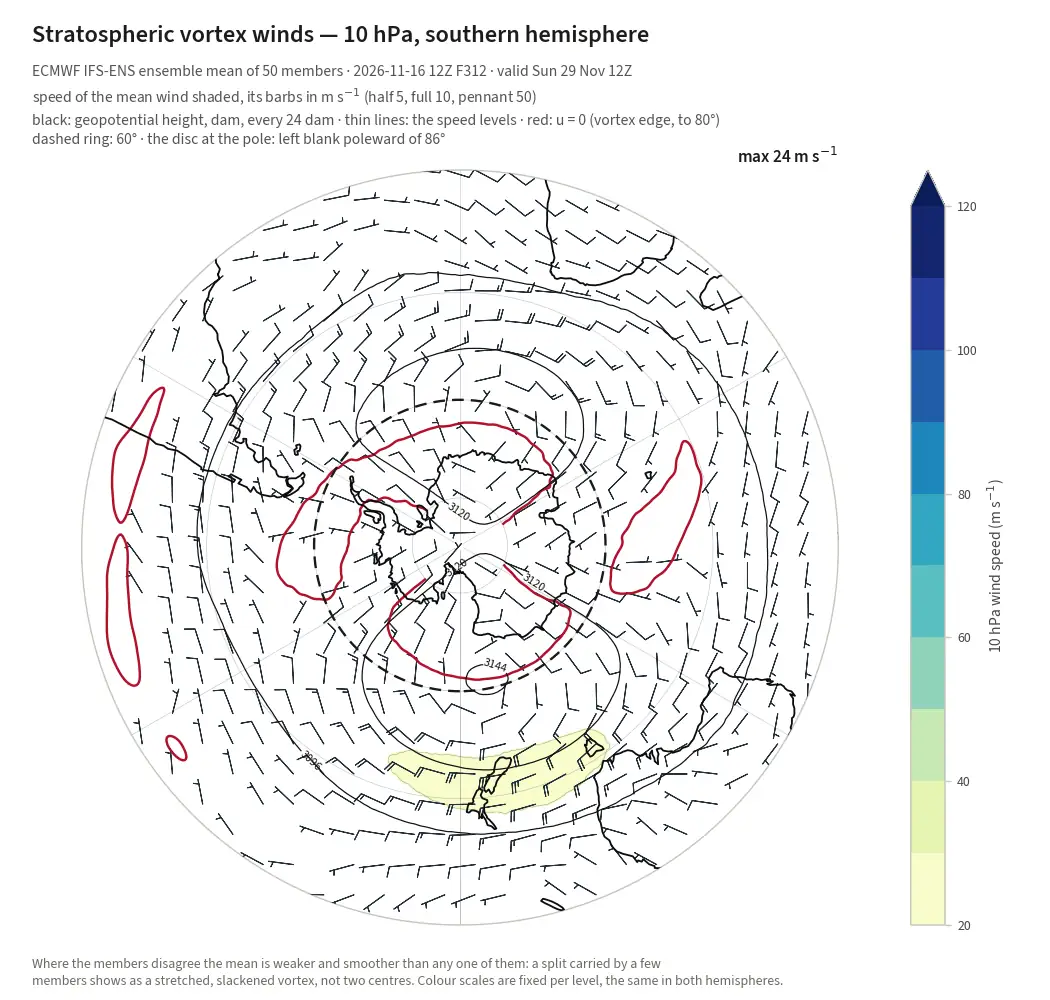 Stratospheric vortex winds — 10 hPa, southern hemisphere
ECMWF IFS-ENS ensemble mean of 50 members · 2026-11-16 12Z F312 · valid Sun 29 Nov 12Z
speed of the mean wind shaded, its barbs in m s⁻¹ (half 5, full 10, pennant 50)
black: geopotential height, dam, every 24 dam · thin lines: the speed levels · red: u = 0 (vortex edge, to 80°)
dashed ring: 60° · the disc at the pole: left blank poleward of 86°
max 24 m s⁻¹
120
100
80
60
40
20
10 hPa wind speed (m s⁻¹)
3120
3120
3144
3096
Where the members disagree the mean is weaker and smoother than any one of them: a split carried by a few
members shows as a stretched, slackened vortex, not two centres. Colour scales are fixed per level, the same in both hemispheres.